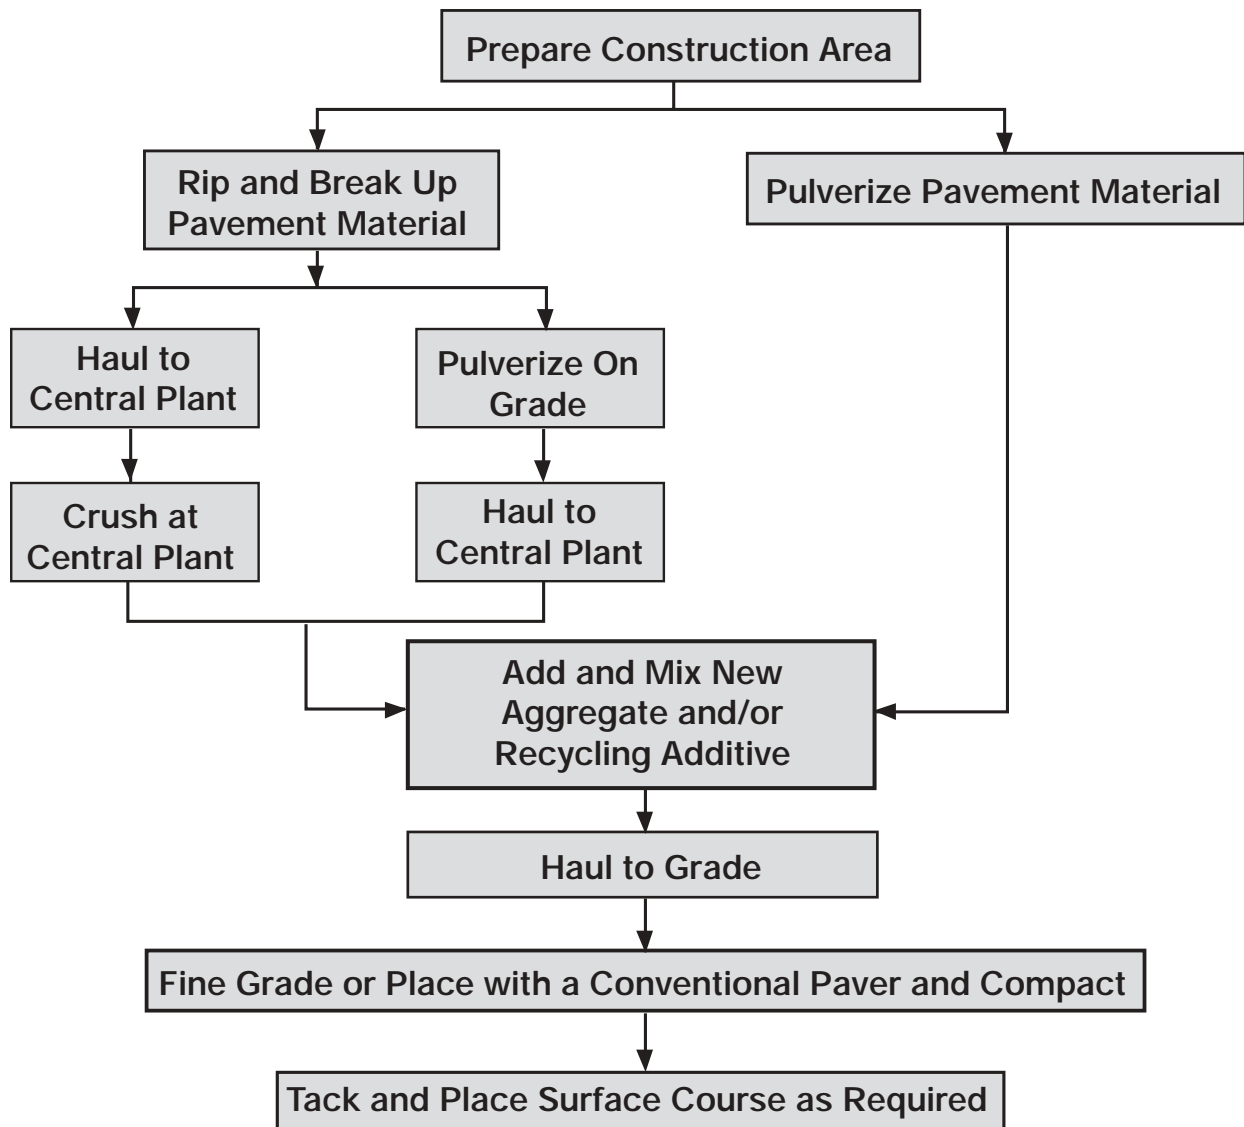 Prepare Construction Area
Rip and Break Up
Pavement Material
Pulverize Pavement Material
Haul to
Central Plant
Pulverize On
Grade
Crush at
Central Plant
Haul to
Central Plant
Add and Mix New
Aggregate and/or
Recycling Additive
Haul to Grade
Fine Grade or Place with a Conventional Paver and Compact
Tack and Place Surface Course as Required